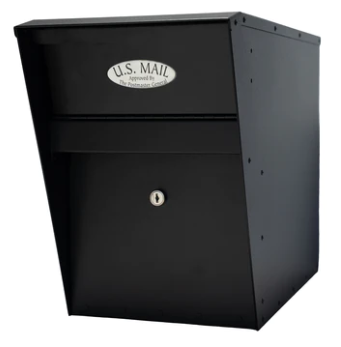 U.S. MAIL
Approved By
The Postmaster General